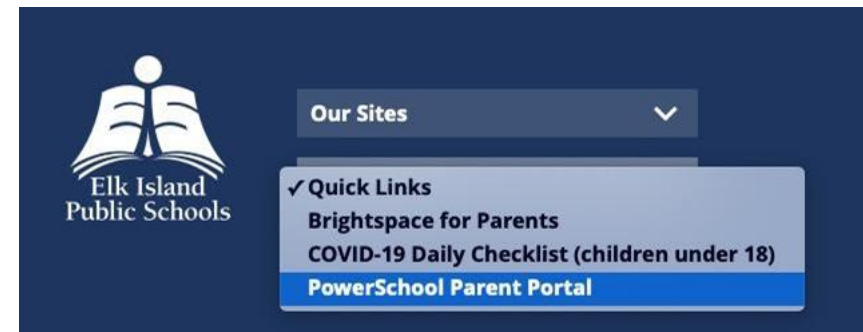 Elk Island
Public Schools
Our Sites
✓ Quick Links
Brightspace for Parents
COVID-19 Daily Checklist (children under 18)
PowerSchool Parent Portal